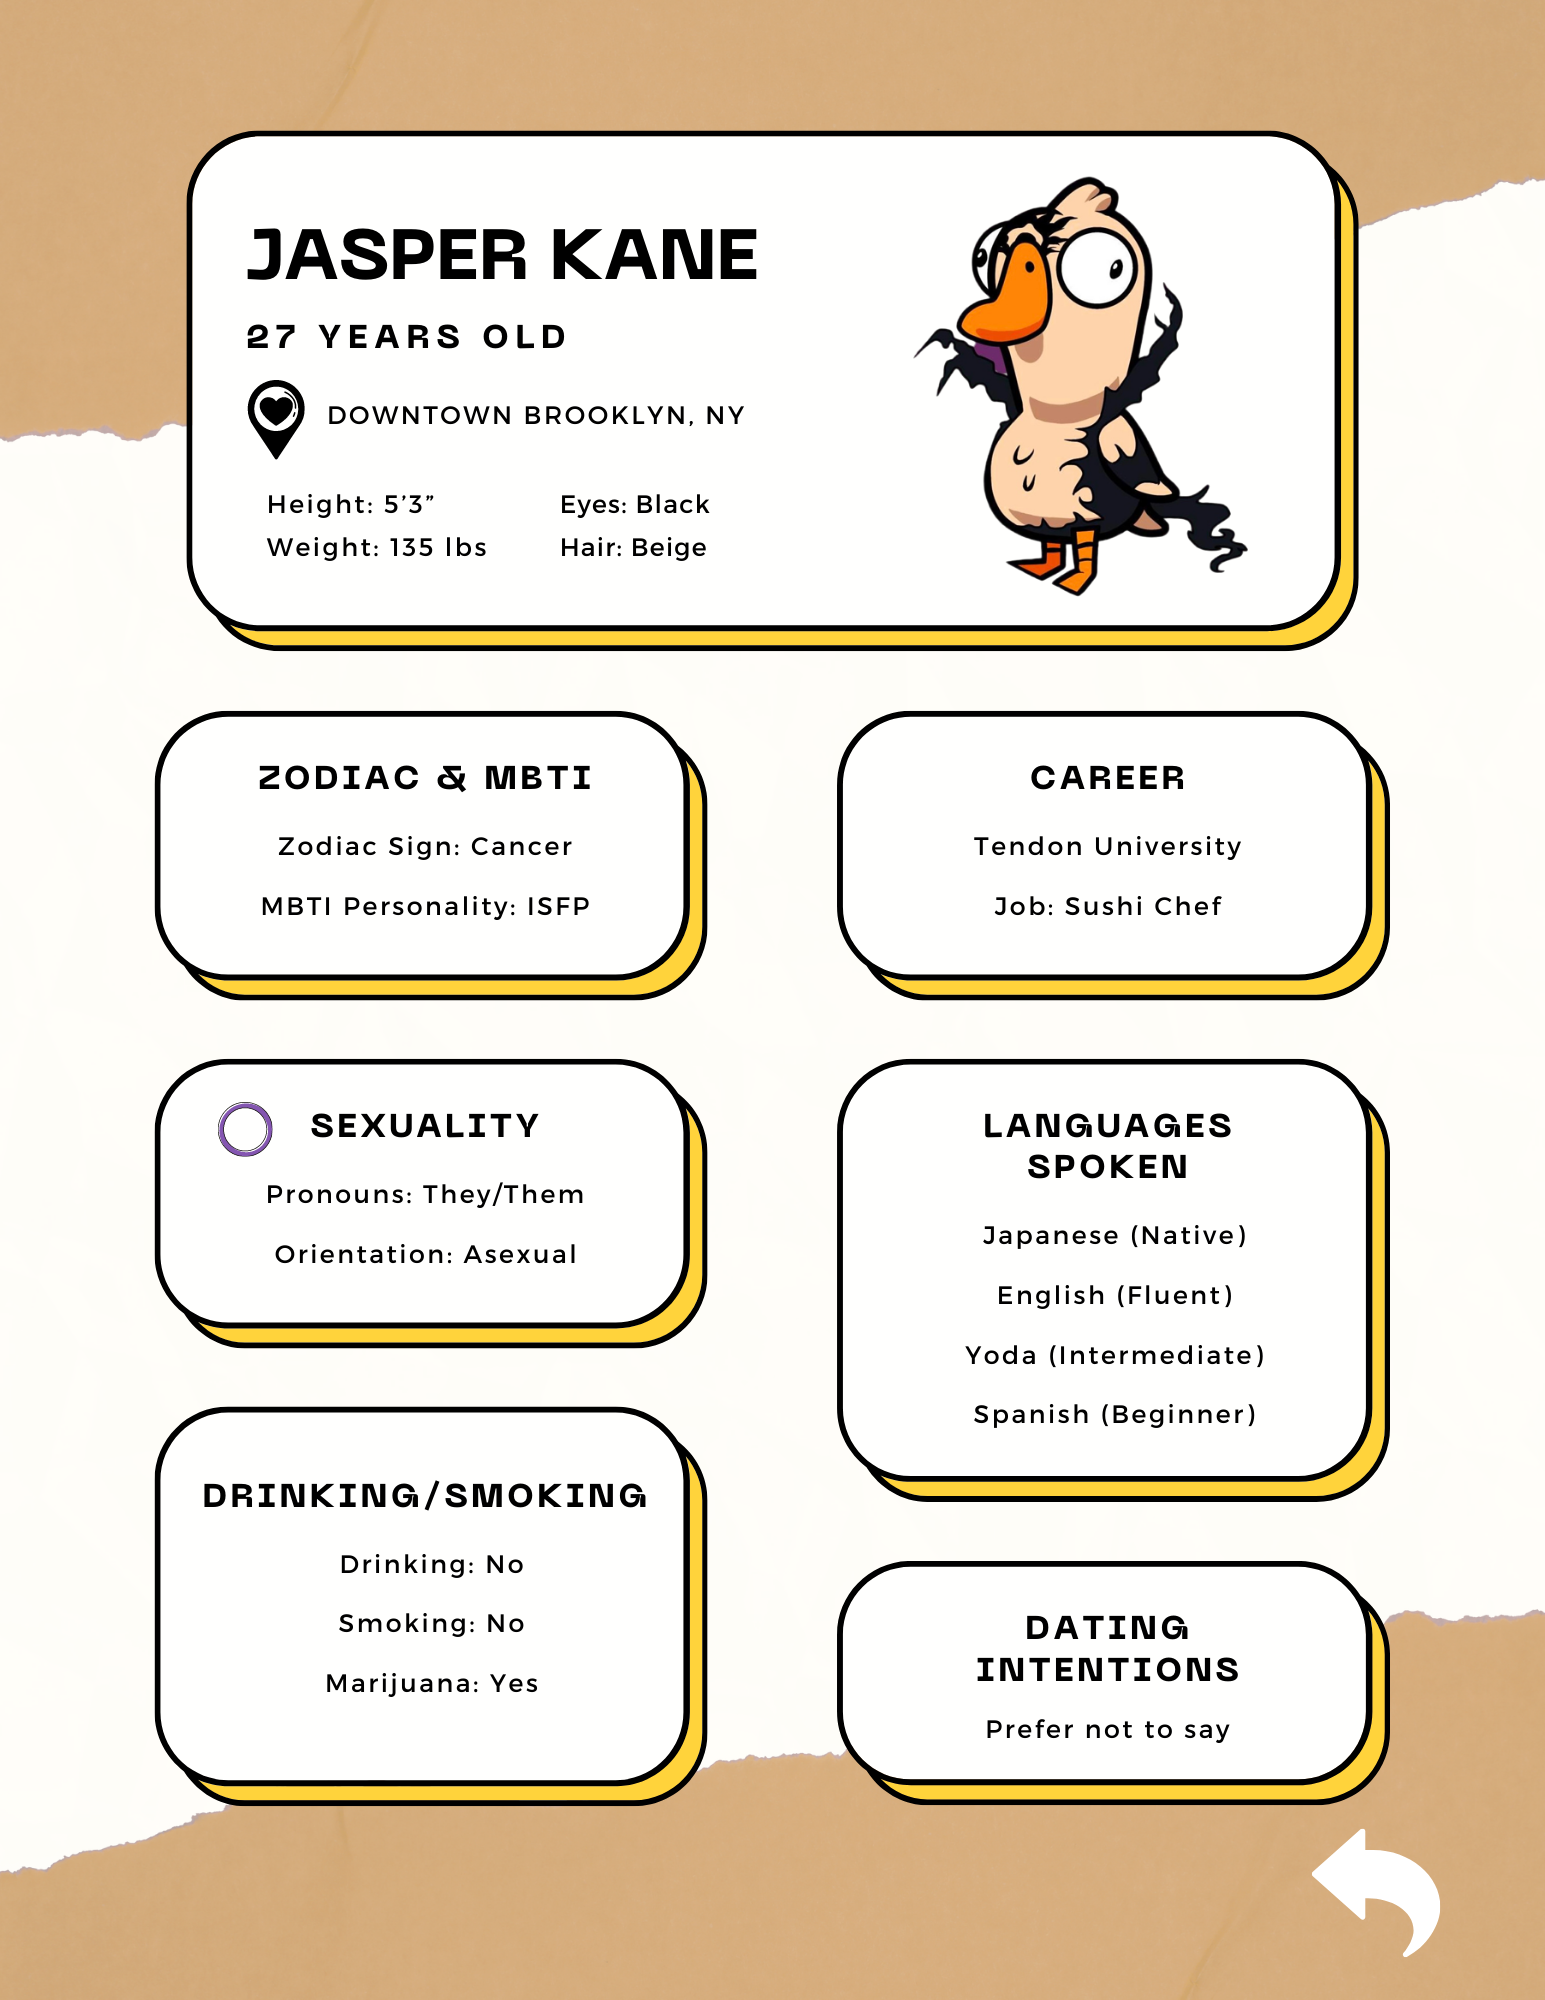 JASPER KANE
27 YEARS OLD
DOWNTOWN BROOKLYN, NY
Height: 5’3”
Weight: 135 lbs
Eyes: Black
Hair: Beige
ZODIAC & MBTI
Zodiac Sign: Cancer
MBTI Personality: ISFP
CAREER
Tendon University
Job: Sushi Chef
SEXUALITY
Pronouns: They/Them
Orientation: Asexual
LANGUAGES
SPOKEN
Japanese (Native)
English (Fluent)
Yoda (Intermediate)
Spanish (Beginner)
DRINKING/SMOKING
Drinking: No
Smoking: No
Marijuana: Yes
DATING
INTENTIONS
Prefer not to say